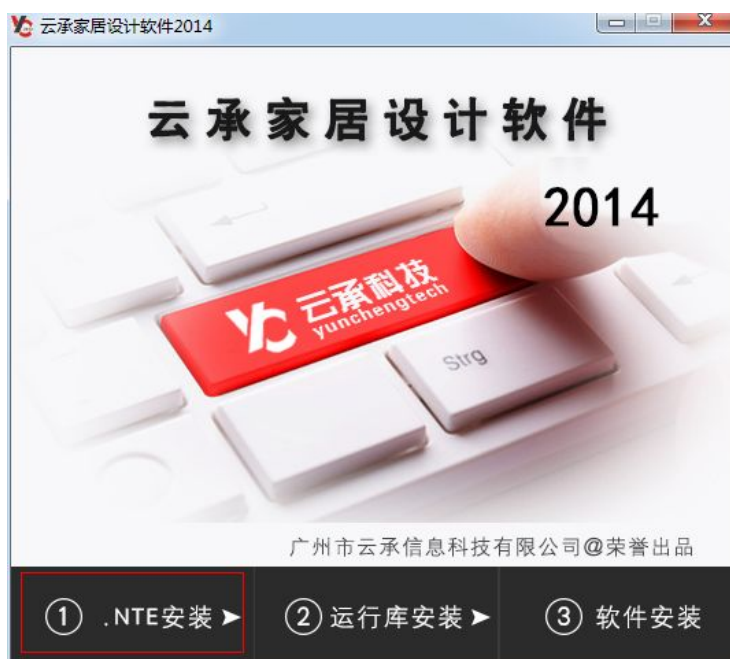 云承家居设计软件2014
云承家居设计软件
2014
云承科技
yunchengtech
Strg
广州市云承信息科技有限公司@荣誉出品
① .NTE安装➤ ②运行库安装➤ ③ 软件安装